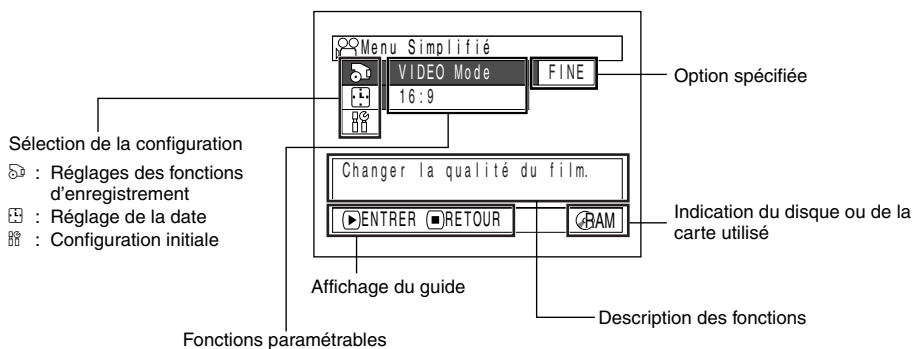 Menu Simplifié
VIDEO Mode
FINE
16:9
Changer la qualité du film.
ENTRER RETOUR
RAM
Option spécifiée
Sélection de la configuration
: Réglages des fonctions
d'enregistrement
: Réglage de la date
: Configuration initiale
Indication du disque ou de la
carte utilisé
Affichage du guide
Description des fonctions
Fonctions paramétrables